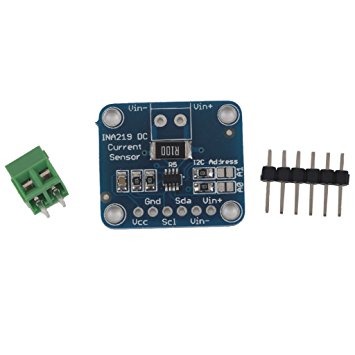 Vin- Vin+
INA219 DC
Current
Sensor
R100
R5
I2C Address
A1
A0
Gnd Sda Vin+
Vcc Scl Vin-